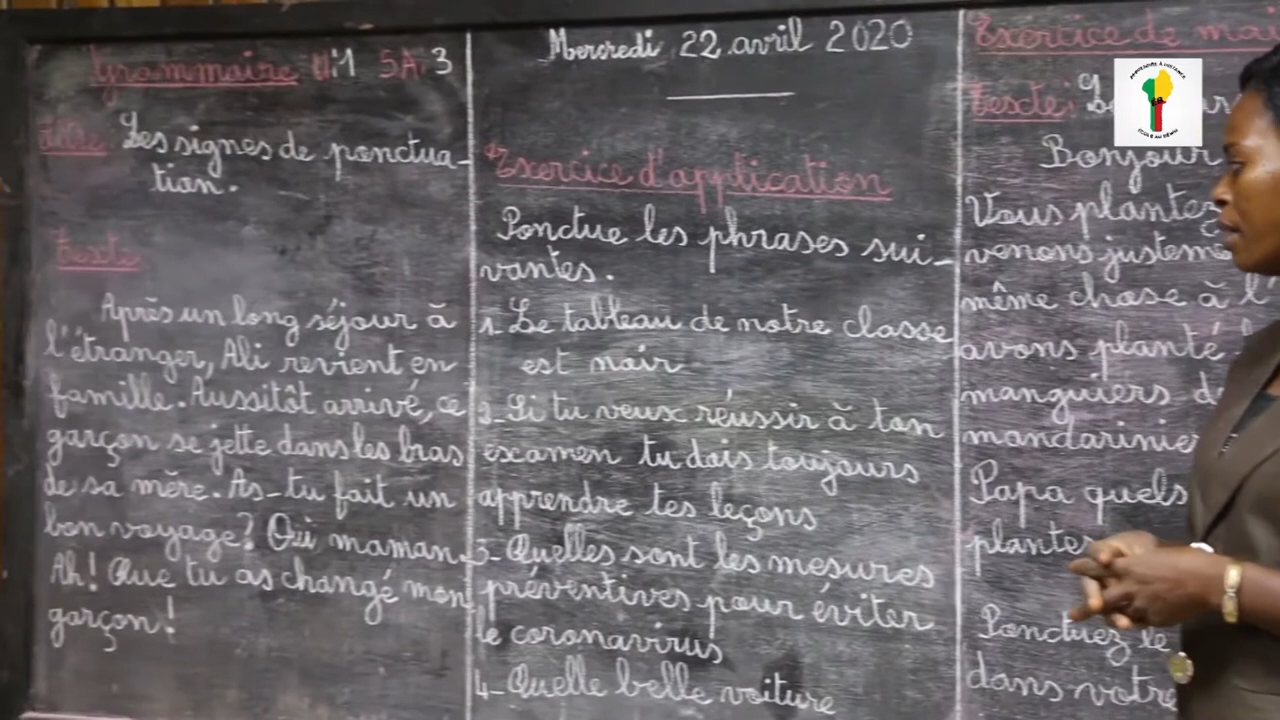 Grammaire U:1 SA:3
Titre: Les signes de ponctua-
tion.
Texte
Après un long séjour à
l'étranger, Ali revient en
famille. Aussitôt arrivé, ce
garçon se jette dans les bras
de sa mère. As-tu fait un
bon voyage? Oui maman.
Ah! Que tu as changé mon
garçon!
Mercredi 22 avril 2020
Exercice d'application
Ponctue les phrases sui-
vantes.
1. Le tableau de notre classe
est noir
2- Si tu veux réussir à ton
examen tu dois toujours
apprendre tes leçons
3- Quelles sont les mesures
préventives pour éviter
le coronavirus
4- Quelle belle voiture
Exercice de mai
Texte:
Bonjour
Vous plantez
venons justeme
même chose à l'
avons planté
manguiers d
mandarinier
Papa quels
plantes
Ponctuez le
dans votre